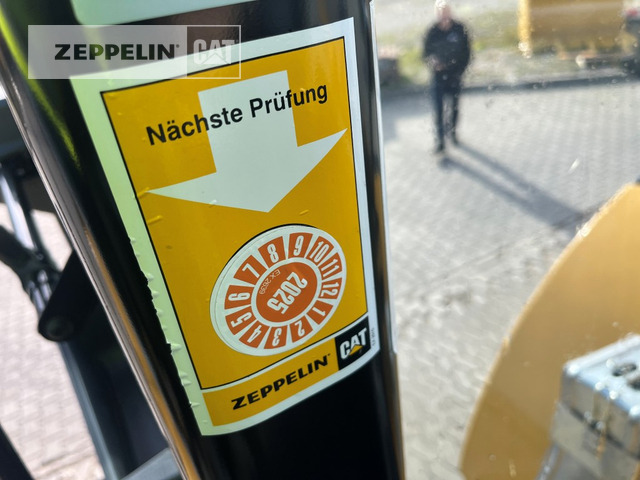 ZEPPELIN CAT
Nächste Prüfung
1 2 3 4 5 6 7 8 9 10 11 12
2025
ZEPPELIN CAT